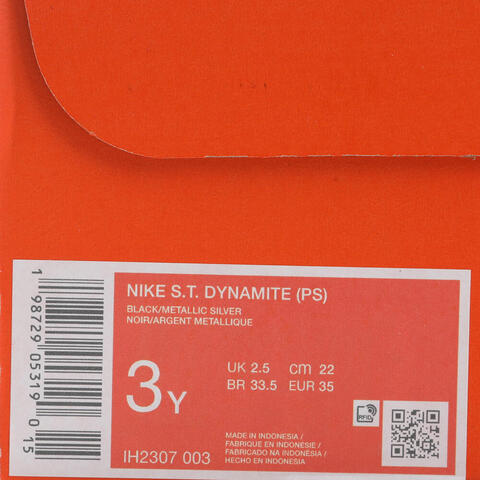 1 98729 05319 0 15
NIKE S.T. DYNAMITE (PS)
BLACK/METALLIC SILVER
NOIR/ARGENT METALLIQUE
3Y
UK 2.5 cm 22
BR 33.5 EUR 35
RFID
MADE IN INDONESIA/
FABRIQUE EN INDONÉSIE/
FABRICADO NA INDONÉSIA/
HECHO EN INDONESIA/
IH2307 003